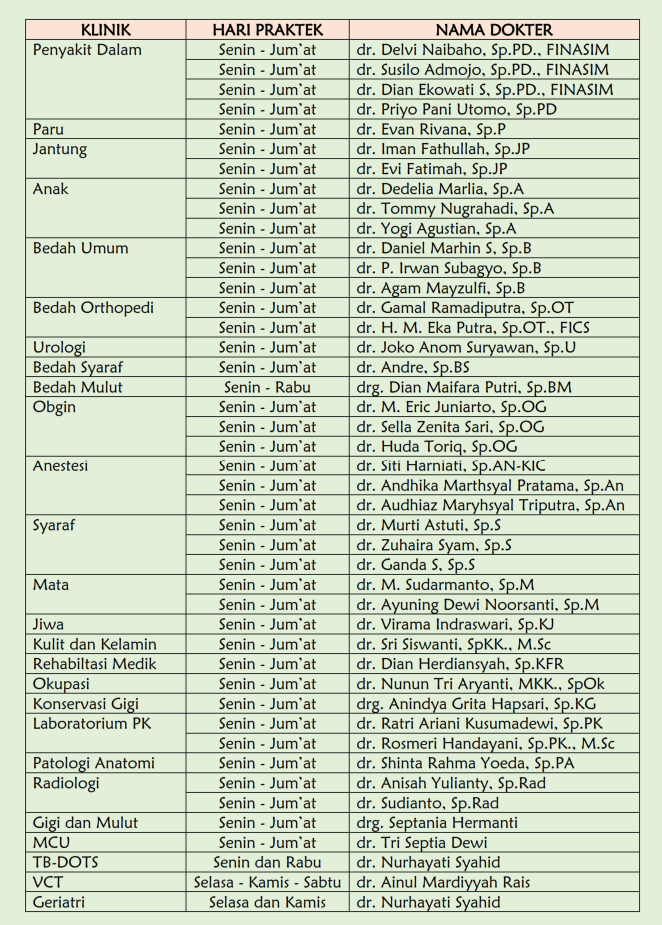 KLINIK HARI PRAKTEK NAMA DOKTER
Penyakit Dalam Senin - Jum'at dr. Delvi Naibaho, Sp.PD., FINASIM
Senin - Jum'at dr. Susilo Admojo, Sp.PD., FINASIM
Senin - Jum'at dr. Dian Ekowati S, Sp.PD., FINASIM
Senin - Jum'at dr. Priyo Pani Utomo, Sp.PD
Paru Senin - Jum'at dr. Evan Rivana, Sp.P
Jantung Senin - Jum'at dr. Iman Fathullah, Sp.JP
Senin - Jum'at dr. Evi Fatimah, Sp.JP
Anak Senin - Jum'at dr. Dedelia Marlia, Sp.A
Senin - Jum'at dr. Tommy Nugrahadi, Sp.A
Senin - Jum'at dr. Yogi Agustian, Sp.A
Bedah Umum Senin - Jum'at dr. Daniel Marhin S, Sp.B
Senin - Jum'at dr. P. Irwan Subagyo, Sp.B
Senin - Jum'at dr. Agam Mayzulfi, Sp.B
Bedah Orthopedi Senin - Jum'at dr. Gamal Ramadiputra, Sp.OT
Senin - Jum'at dr. H. M. Eka Putra, Sp.OT., FICS
Urologi Senin - Jum'at dr. Joko Anom Suryawan, Sp.U
Bedah Syaraf Senin - Jum'at dr. Andre, Sp.BS
Bedah Mulut Senin - Rabu drg. Dian Maifara Putri, Sp.BM
Obgin Senin - Jum'at dr. M. Eric Juniarto, Sp.OG
Senin - Jum'at dr. Sella Zenita Sari, Sp.OG
Senin - Jum'at dr. Huda Toriq, Sp.OG
Anestesi Senin - Jum'at dr. Siti Harniati, Sp.AN-KIC
Senin - Jum'at dr. Andhika Marthsyal Pratama, Sp.An
Senin - Jum'at dr. Audhiaz Maryhsyal Triputra, Sp.An
Syaraf Senin - Jum'at dr. Murti Astuti, Sp.S
Senin - Jum'at dr. Zuhaira Syam, Sp.S
Senin - Jum'at dr. Ganda S, Sp.S
Mata Senin - Jum'at dr. M. Sudarmanto, Sp.M
Senin - Jum'at dr. Ayuning Dewi Noorsanti, Sp.M
Jiwa Senin - Jum'at dr. Virama Indraswari, Sp.KJ
Kulit dan Kelamin Senin - Jum'at dr. Sri Siswanti, SpKK., M.Sc
Rehabiltasi Medik Senin - Jum'at dr. Dian Herdiansyah, Sp.KFR
Okupasi Senin - Jum'at dr. Nunun Tri Aryanti, MKK., SpOk
Konservasi Gigi Senin - Jum'at drg. Anindya Grita Hapsari, Sp.KG
Laboratorium PK Senin - Jum'at dr. Ratri Ariani Kusumadewi, Sp.PK
Senin - Jum'at dr. Rosmeri Handayani, Sp.PK., M.Sc
Patologi Anatomi Senin - Jum'at dr. Shinta Rahma Yoeda, Sp.PA
Radiologi Senin - Jum'at dr. Anisah Yulianty, Sp.Rad
Senin - Jum'at dr. Sudianto, Sp.Rad
Gigi dan Mulut Senin - Jum'at drg. Septania Hermanti
MCU Senin - Jum'at dr. Tri Septia Dewi
TB-DOTS Senin dan Rabu dr. Nurhayati Syahid
VCT Selasa - Kamis - Sabtu dr. Ainul Mardiyyah Rais
Geriatri Selasa dan Kamis dr. Nurhayati Syahid